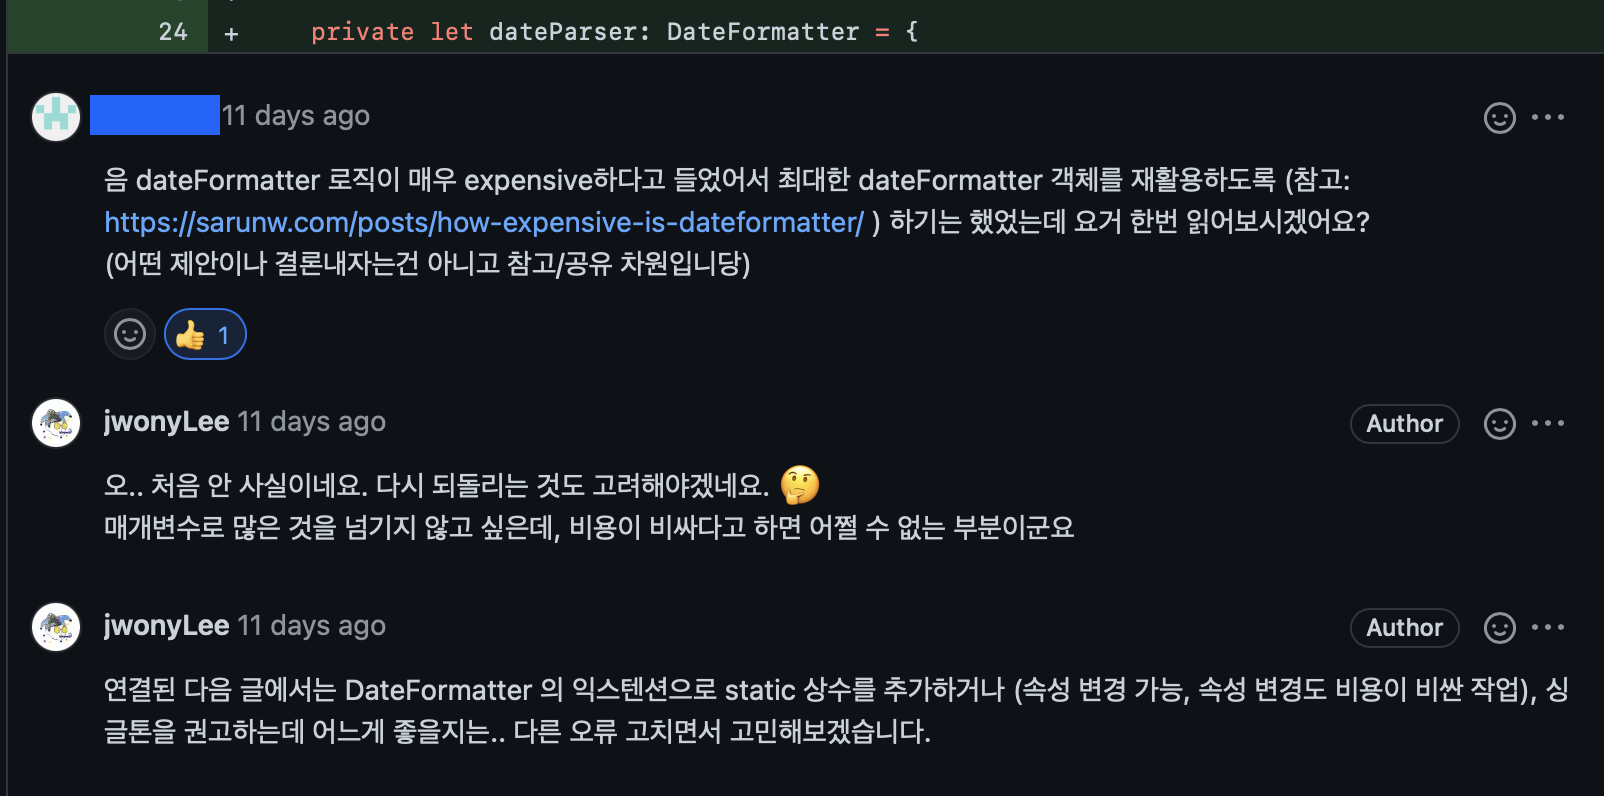 24 + private let dateParser: DateFormatter = {
11 days ago
음 dateFormatter 로직이 매우 expensive하다고 들었어서 최대한 dateFormatter 객체를 재활용하도록 (참고:
https://sarunw.com/posts/how-expensive-is-dateformatter/ ) 하기는 했었는데 요거 한번 읽어보시겠어요?
(어떤 제안이나 결론내자는건 아니고 참고/공유 차원입니당)
👍 1
jwonyLee 11 days ago Author
오.. 처음 안 사실이네요. 다시 되돌리는 것도 고려해야겠네요. 🤔
매개변수로 많은 것을 넘기지 않고 싶은데, 비용이 비싸다고 하면 어쩔 수 없는 부분이군요
jwonyLee 11 days ago Author
연결된 다음 글에서는 DateFormatter 의 익스텐션으로 static 상수를 추가하거나 (속성 변경 가능, 속성 변경도 비용이 비싼 작업), 싱
글톤을 권고하는데 어느게 좋을지는.. 다른 오류 고치면서 고민해보겠습니다.